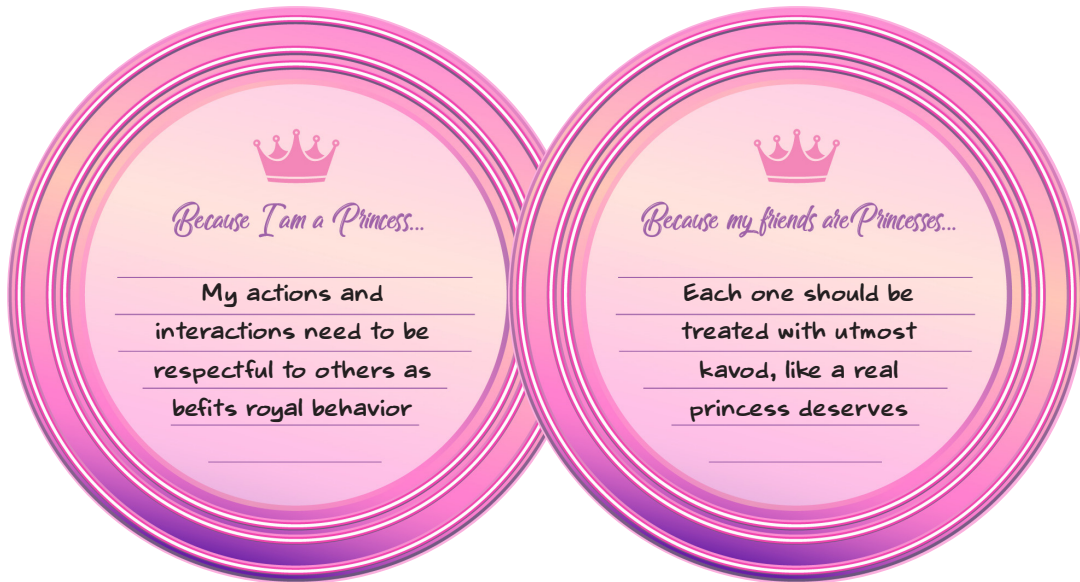 Because I am a Princess...
My actions and
interactions need to be
respectful to others as
befits royal behavior
Because my friends are Princesses...
Each one should be
treated with utmost
kavod, like a real
princess deserves